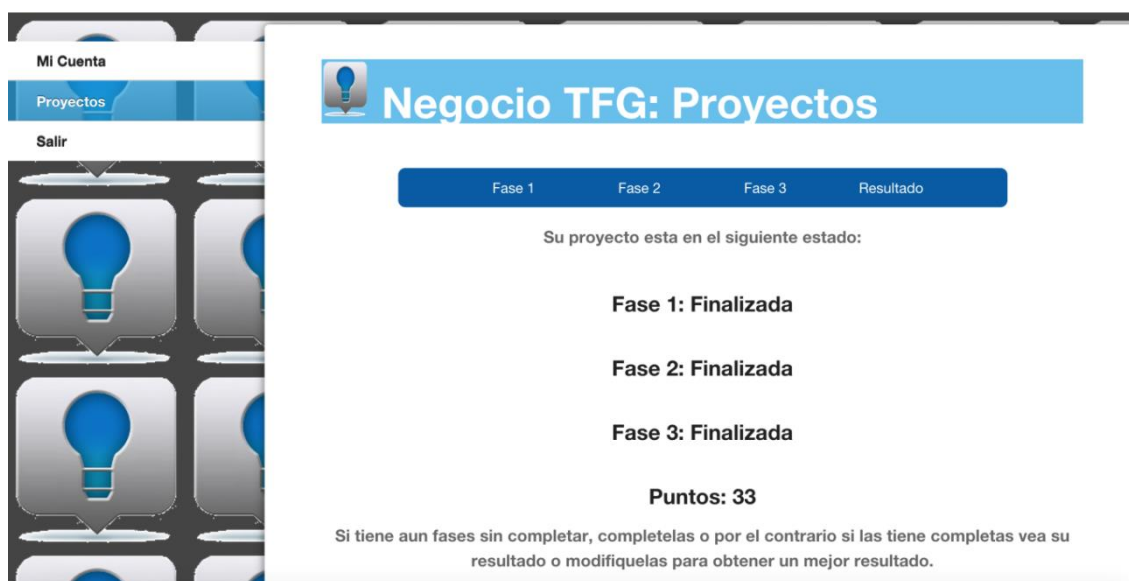 Mi Cuenta
Proyectos
Salir
Negocio TFG: Proyectos
Fase 1 Fase 2 Fase 3 Resultado
Su proyecto esta en el siguiente estado:
Fase 1: Finalizada
Fase 2: Finalizada
Fase 3: Finalizada
Puntos: 33
Si tiene aun fases sin completar, completelas o por el contrario si las tiene completas vea su
resultado o modifiquelas para obtener un mejor resultado.